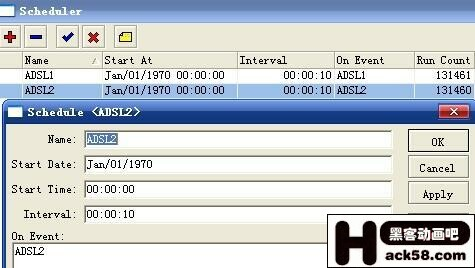 Scheduler
Name Start At Interval On Event Run Count
ADSL1 Jan/01/1970 00:00:00 00:00:10 ADSL1 131461
ADSL2 Jan/01/1970 00:00:00 00:00:10 ADSL2 131460
Schedule <ADSL2>
Name: ADSL2
OK
Start Date: Jan/01/1970
Cancel
Start Time: 00:00:00
Apply
Interval: 00:00:10
On Event:
ADSL2
黑客动画吧
Hack58.com